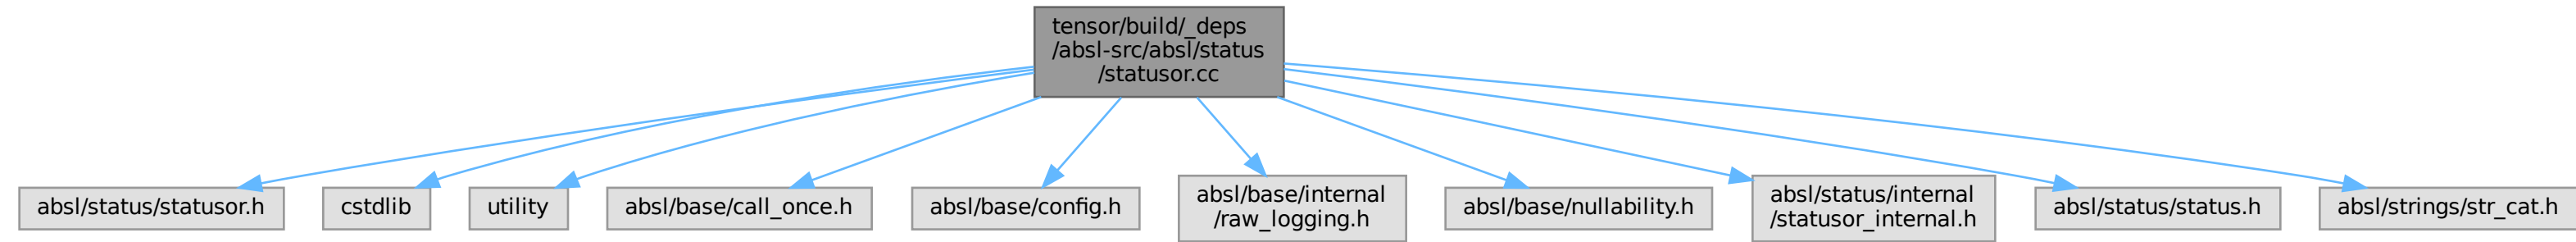 tensor/build/_deps
/absl-src/absl/status
/statusor.cc
absl/status/statusor.h
cstdlib
utility
absl/base/call_once.h
absl/base/config.h
absl/base/internal
/raw_logging.h
absl/base/nullability.h
absl/status/internal
/statusor_internal.h
absl/status/status.h
absl/strings/str_cat.h